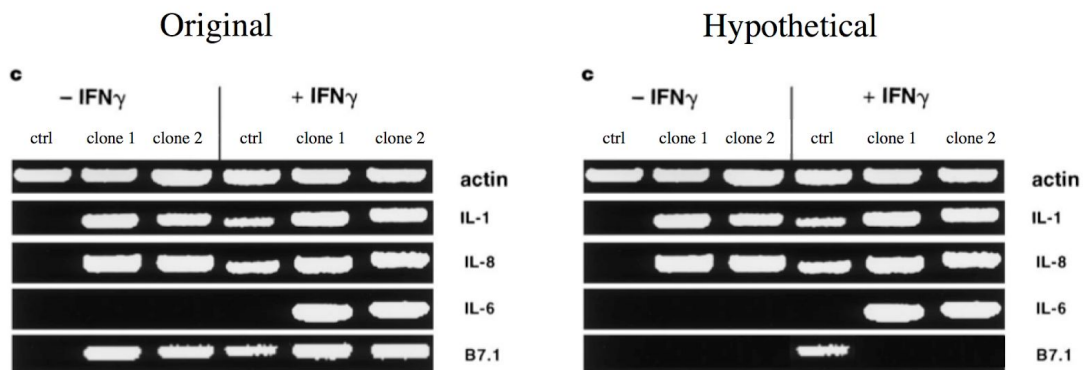 Original
Hypothetical
c
– IFNγ
+ IFNγ
ctrl clone 1 clone 2 ctrl clone 1 clone 2
actin
IL-1
IL-8
IL-6
B7.1
c
– IFNγ
+ IFNγ
ctrl clone 1 clone 2 ctrl clone 1 clone 2
actin
IL-1
IL-8
IL-6
B7.1